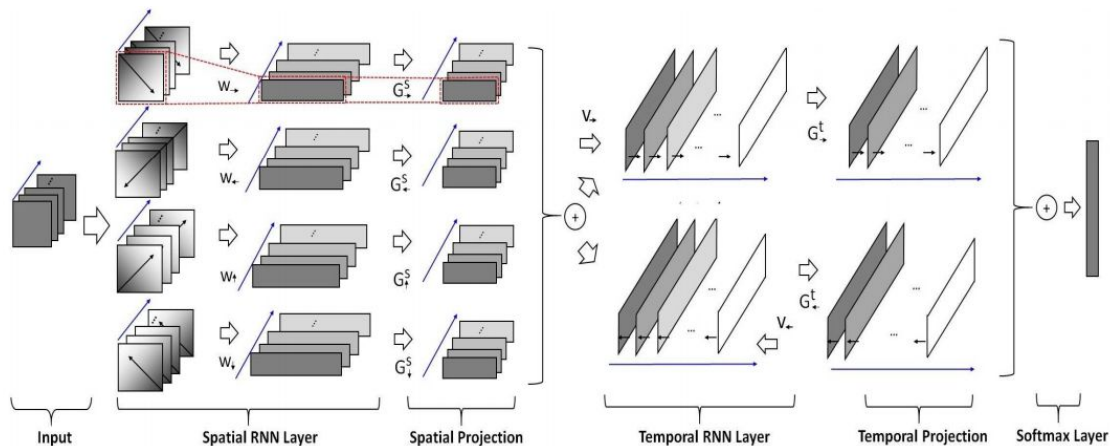 W→
G→ S
W←
G← S
W↑
G↑ S
W↓
G↓ S
+
V→
G→ t
V←
G← t
+
...
...
...
...
...
...
Input
Spatial RNN Layer
Spatial Projection
Temporal RNN Layer
Temporal Projection
Softmax Layer